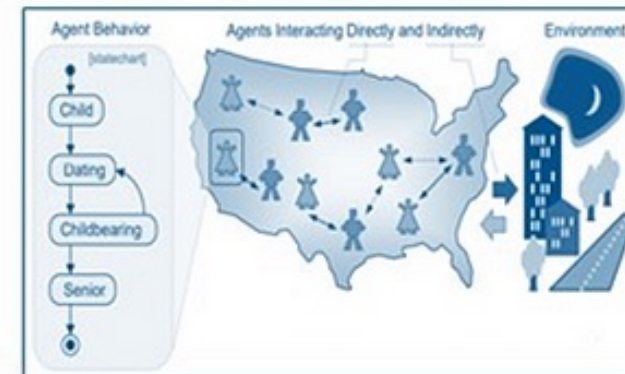 Agent Behavior
Agents Interacting Directly and Indirectly
Environment
[statechart]
Child
Dating
Childbearing
Senior